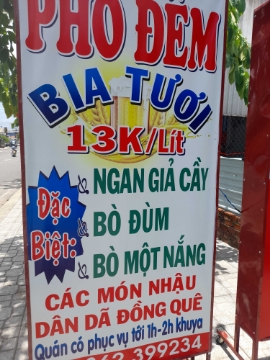 PHỐ ĐÊM
BIA TƯƠI
13K/Lít
Đặc Biệt:
NGAN GIẢ CẦY
BÒ ĐÙM
BÒ MỘT NẮNG
CÁC MÓN NHẬU
DÂN DÃ ĐỒNG QUÊ
Quán có phục vụ tới 1h-2h khuya
962 399234